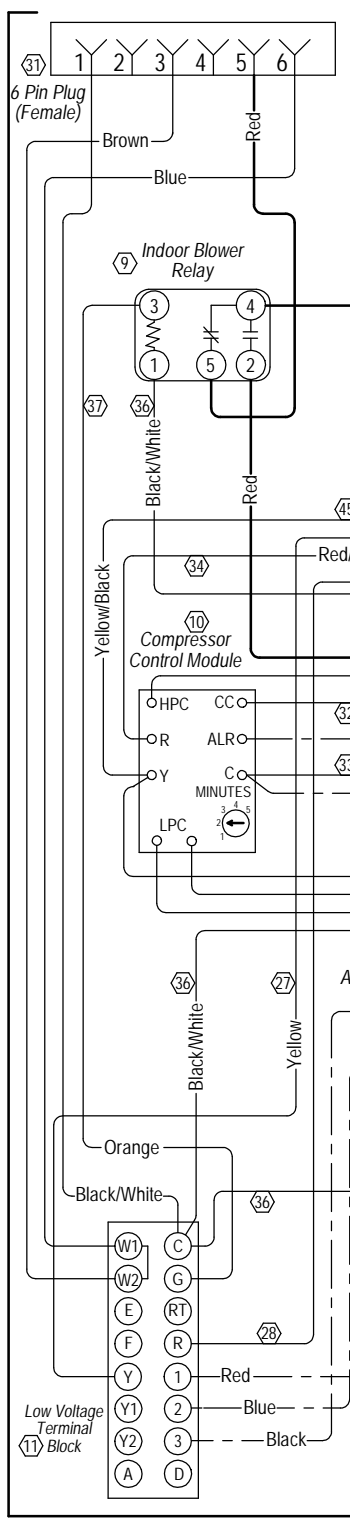 1 2 3 4 5 6
31
6 Pin Plug
(Female)
Red
Brown
Blue
9
Indoor Blower
Relay
3 4
1 5 2
37
36
Black/White
Red
45
Yellow/Black
34
Red/
10
Compressor
Control Module
HPC CC
32
R ALR
Y C
33
MINUTES
1 2 3 4 5
LPC
36
27
A
Black/White
Yellow
Orange
Black/White
36
W1 C
W2 G
E RT
F R
28
Y 1
Red
Y1 2
Blue
Y2 3
Black
A D
Low Voltage
Terminal
Block
11